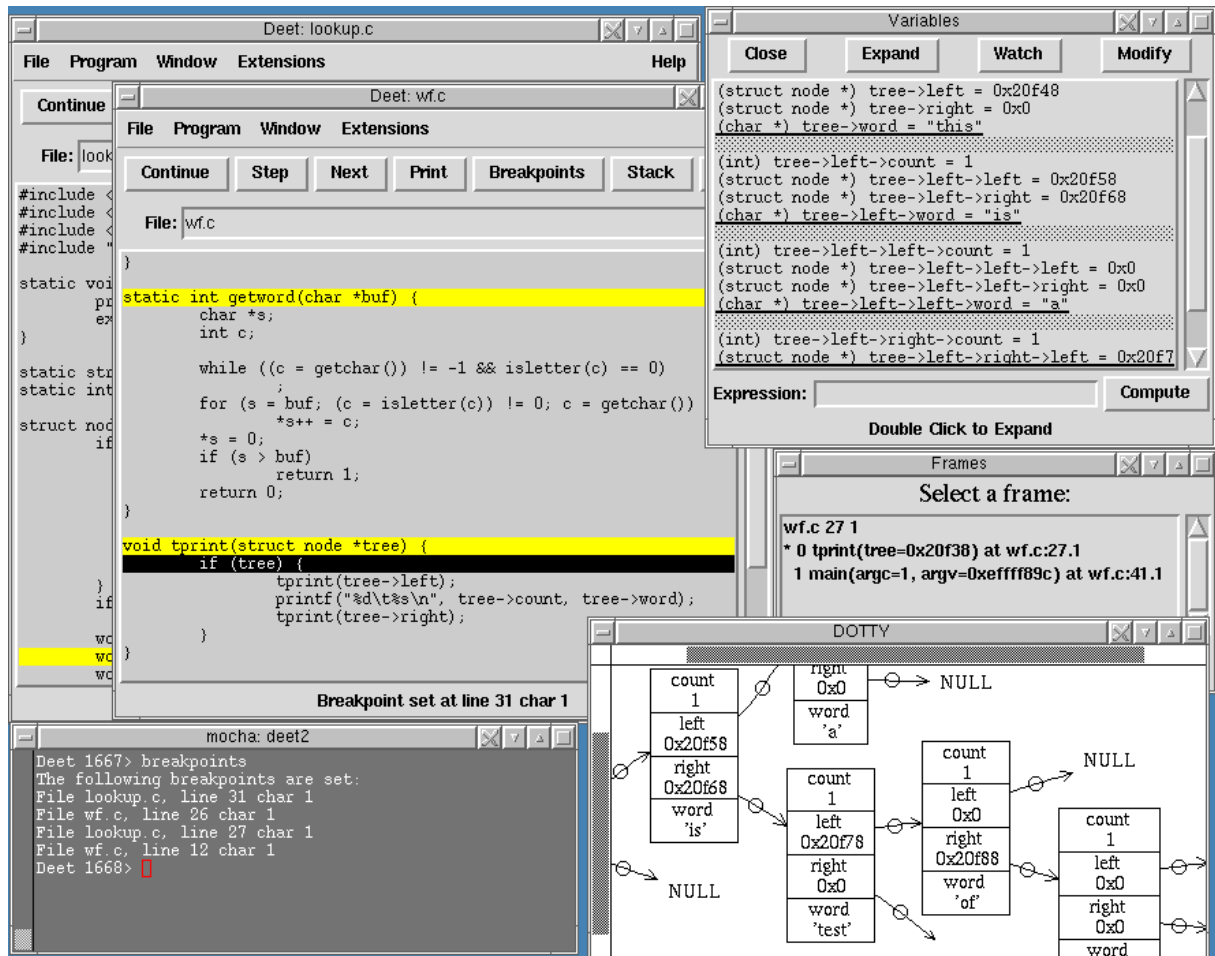 Deet: lookup.c
File Program Window Extensions Help
Continue
File: look
#include <
#include <
#include <
#include "
static voi
pr
ex
}
static str
static int
struct nod
if
}
if
wo
wo
wo
Deet: wf.c
File Program Window Extensions
Continue Step Next Print Breakpoints Stack
File: wf.c
}
static int getword(char *buf) {
char *s;
int c;
while ((c = getchar()) != -1 && isletter(c) == 0)
;
for (s = buf; (c = isletter(c)) != 0; c = getchar())
*s++ = c;
*s = 0;
if (s > buf)
return 1;
return 0;
}
void tprint(struct node *tree) {
if (tree) {
tprint(tree->left);
printf("%d\t%s\n", tree->count, tree->word);
tprint(tree->right);
}
}
Breakpoint set at line 31 char 1
Variables
Close Expand Watch Modify
(struct node *) tree->left = 0x20f48
(struct node *) tree->right = 0x0
(char *) tree->word = "this"
(int) tree->left->count = 1
(struct node *) tree->left->left = 0x20f58
(struct node *) tree->left->right = 0x20f68
(char *) tree->left->word = "is"
(int) tree->left->left->count = 1
(struct node *) tree->left->left->left = 0x0
(struct node *) tree->left->left->right = 0x0
(char *) tree->left->left->word = "a"
(int) tree->left->right->count = 1
(struct node *) tree->left->right->left = 0x20f7
Expression: Compute
Double Click to Expand
Frames
Select a frame:
wf.c 27 1
* 0 tprint(tree=0x20f38) at wf.c:27.1
1 main(argc=1, argv=0xeffff89c) at wf.c:41.1
mocha: deet2
Deet 1667> breakpoints
The following breakpoints are set:
File lookup.c, line 31 char 1
File wf.c, line 26 char 1
File lookup.c, line 27 char 1
File wf.c, line 12 char 1
Deet 1668>
DOTTY
count
1
left
0x20f58
right
0x20f68
word
'is'
NULL
right
0x0
word
'a'
NULL
count
1
left
0x20f78
right
0x0
word
'test'
count
1
left
0x0
right
0x20f88
word
'of'
NULL
count
1
left
0x0
right
0x0
word